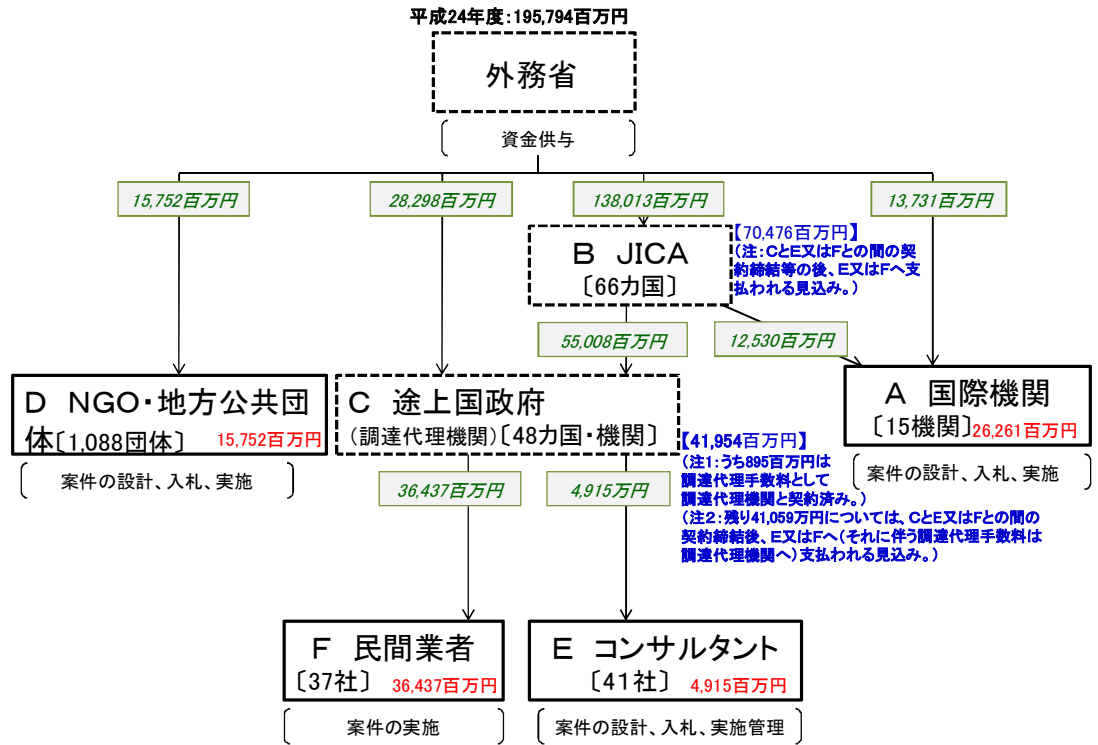 平成24年度:195,794百万円
外務省
資金供与
15,752百万円
28,298百万円
138,013百万円
13,731百万円
B JICA
〔66カ国〕
【70,476百万円】
(注:CとE又はFとの間の契
約締結等の後、E又はFへ支
払われる見込み。)
55,008百万円
12,530百万円
D NGO・地方公共団
体〔1,088団体〕 15,752百万円
案件の設計、入札、実施
C 途上国政府
(調達代理機関)〔48カ国・機関〕
A 国際機関
〔15機関〕26,261百万円
案件の設計、入札、実施
【41,954百万円】
(注1:うち895百万円は
調達代理手数料として
調達代理機関と契約済み。)
(注2:残り41,059万円については、CとE又はFとの間の
契約締結後、E又はFへ(それに伴う調達代理手数料は
調達代理機関へ)支払われる見込み。)
36,437百万円
4,915万円
F 民間業者
〔37社〕 36,437百万円
案件の実施
E コンサルタント
〔41社〕 4,915百万円
案件の設計、入札、実施管理